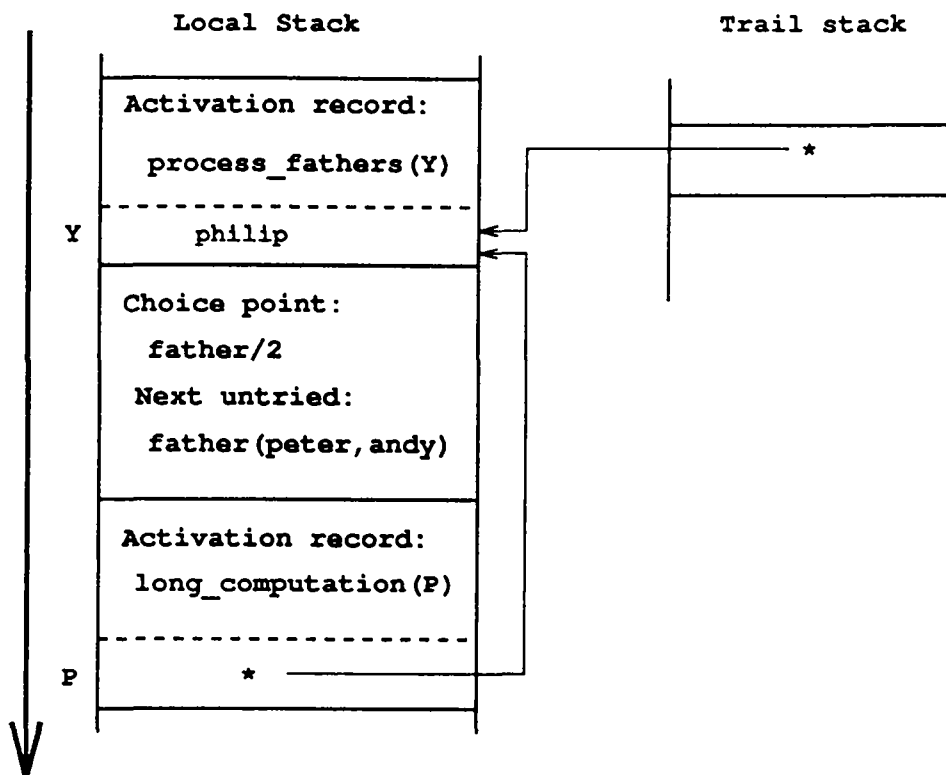 Local Stack
Trail stack
Activation record:
process_fathers(Y)
*
Y
philip
Choice point:
father/2
Next untried:
father(peter,andy)
Activation record:
long_computation(P)
P
*